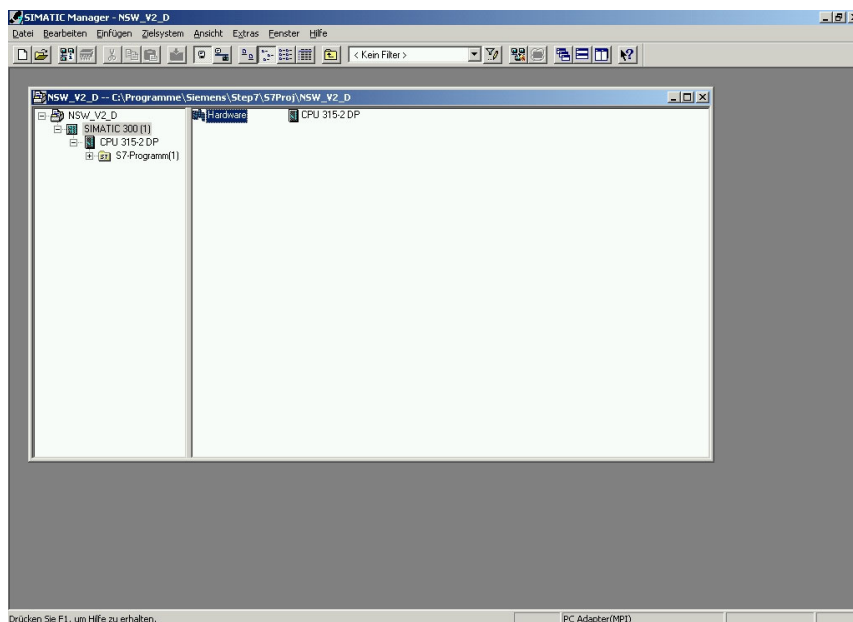 SIMATIC Manager - NSW_V2_D
Datei Bearbeiten Einfügen Zielsystem Ansicht Extras Fenster Hilfe
< Kein Filter >
NSW_V2_D -- C:\Programme\Siemens\Step7\S7Proj\NSW_V2_D
NSW_V2_D
SIMATIC 300 (1)
CPU 315-2 DP
S7-Programm(1)
Hardware
CPU 315-2 DP
Drücken Sie F1, um Hilfe zu erhalten.
PC Adapter(MPI)